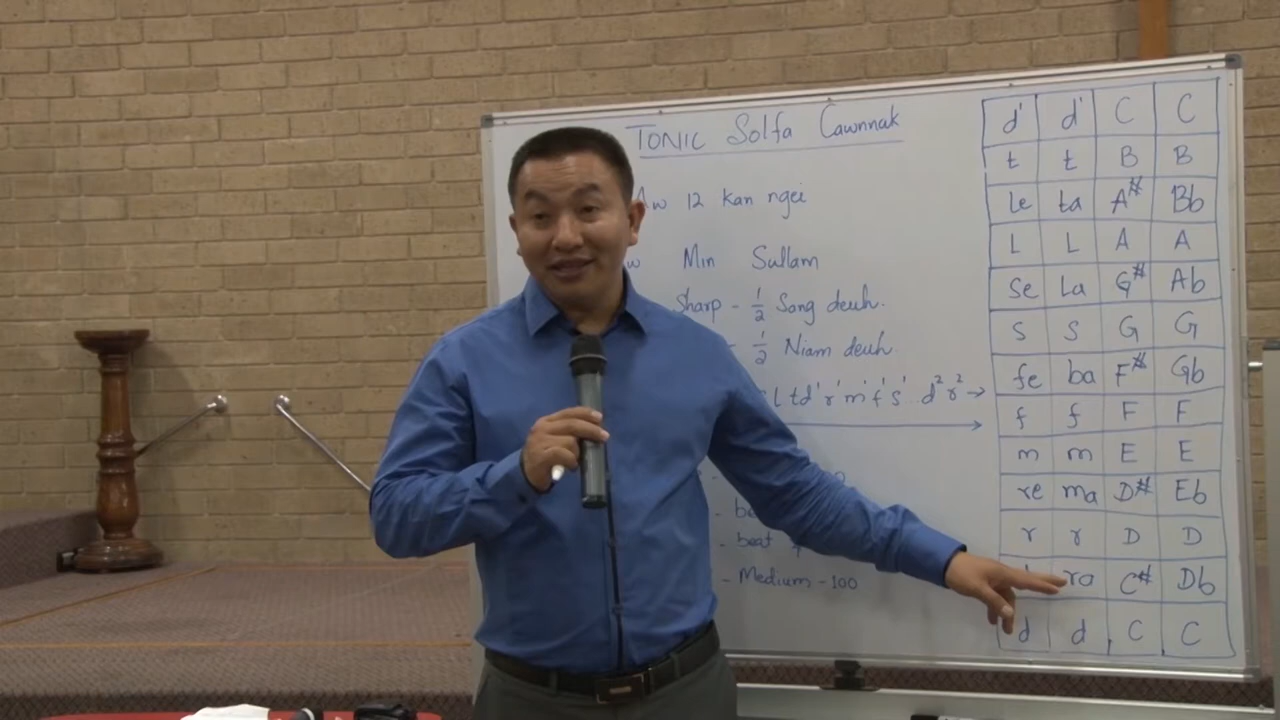 TONIC Solfa Cawnnak
Aw 12 kan ngei
Min Sullam
Sharp - 1/2 Sang deuh.
- 1/2 Niam deuh.
l t d' r' m' f' s' .. d² r² →
- beat
- Medium - 100
d' d' C C
t t B B
le ta A# Bb
L L A A
se La G# Ab
s s G G
fe ba F# Gb
f f F F
m m E E
re ma D# Eb
r r D D
ra C# Db
d d C C